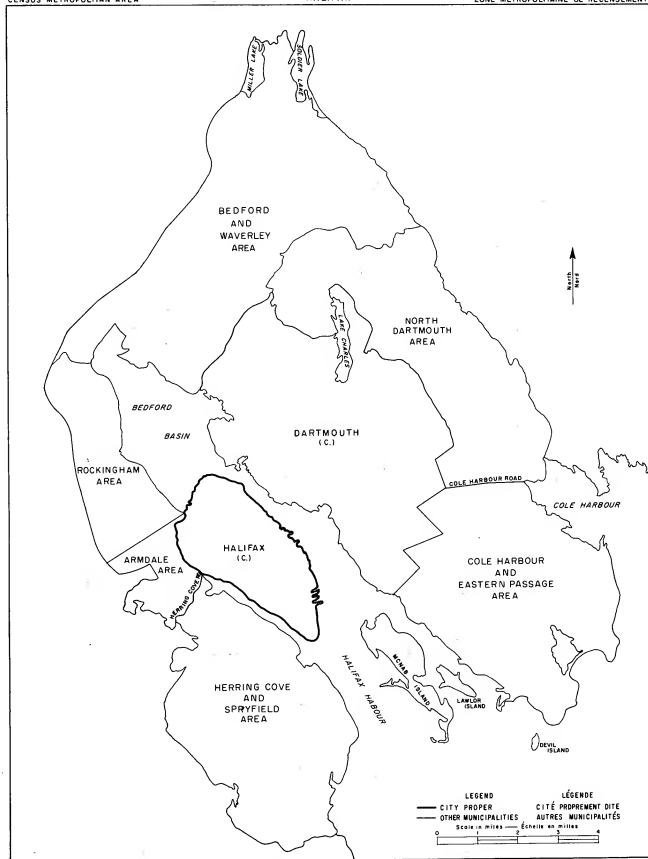 CENSUS METROPOLITAN AREA
ZONE MÉTROPOLITAINE DE RECENSEMENT
MILLER LAKE
SOLDIER LAKE
BEDFORD
AND
WAVERLEY
AREA
North
Nord
LAKE CHARLES
NORTH
DARTMOUTH
AREA
BEDFORD
BASIN
DARTMOUTH
(C.)
ROCKINGHAM
AREA
COLE HARBOUR ROAD
COLE HARBOUR
HALIFAX
(C.)
ARMDALE
AREA
HERRING COVE
COLE HARBOUR
AND
EASTERN PASSAGE
AREA
HERRING COVE
AND
SPRYFIELD
AREA
HALIFAX HARBOUR
MCNAB ISLAND
LAWLOR
ISLAND
DEVIL
ISLAND
LEGEND LÉGENDE
CITY PROPER CITÉ PROPREMENT DITE
OTHER MUNICIPALITIES AUTRES MUNICIPALITÉS
Scale in miles — Échelle en milles
0 1 2 3 4